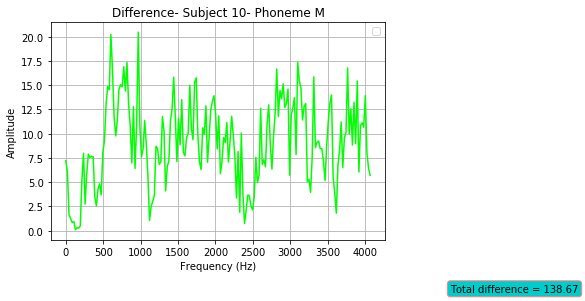 Difference- Subject 10- Phoneme M
20.0
17.5
15.0
12.5
10.0
7.5
5.0
2.5
0.0
Amplitude
0 500 1000 1500 2000 2500 3000 3500 4000
Frequency (Hz)
Total difference = 138.67